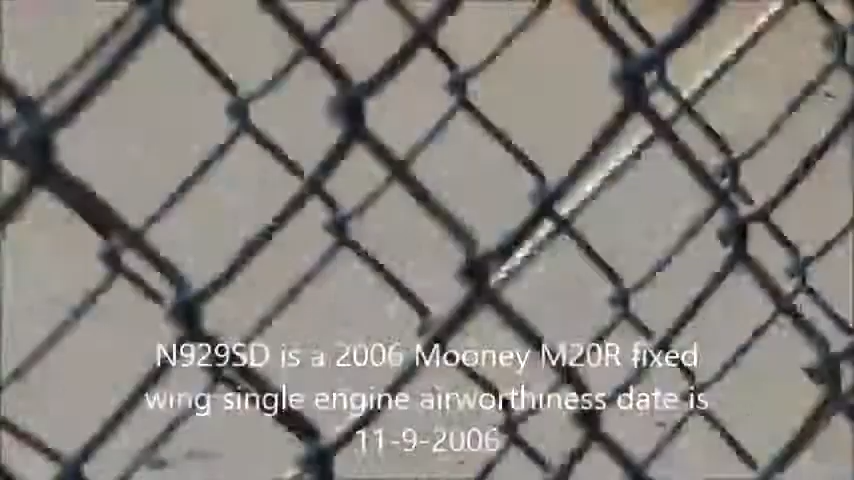 N929SD is a 2006 Mooney M20R fixed
wing single engine airworthiness date is
11-9-2006